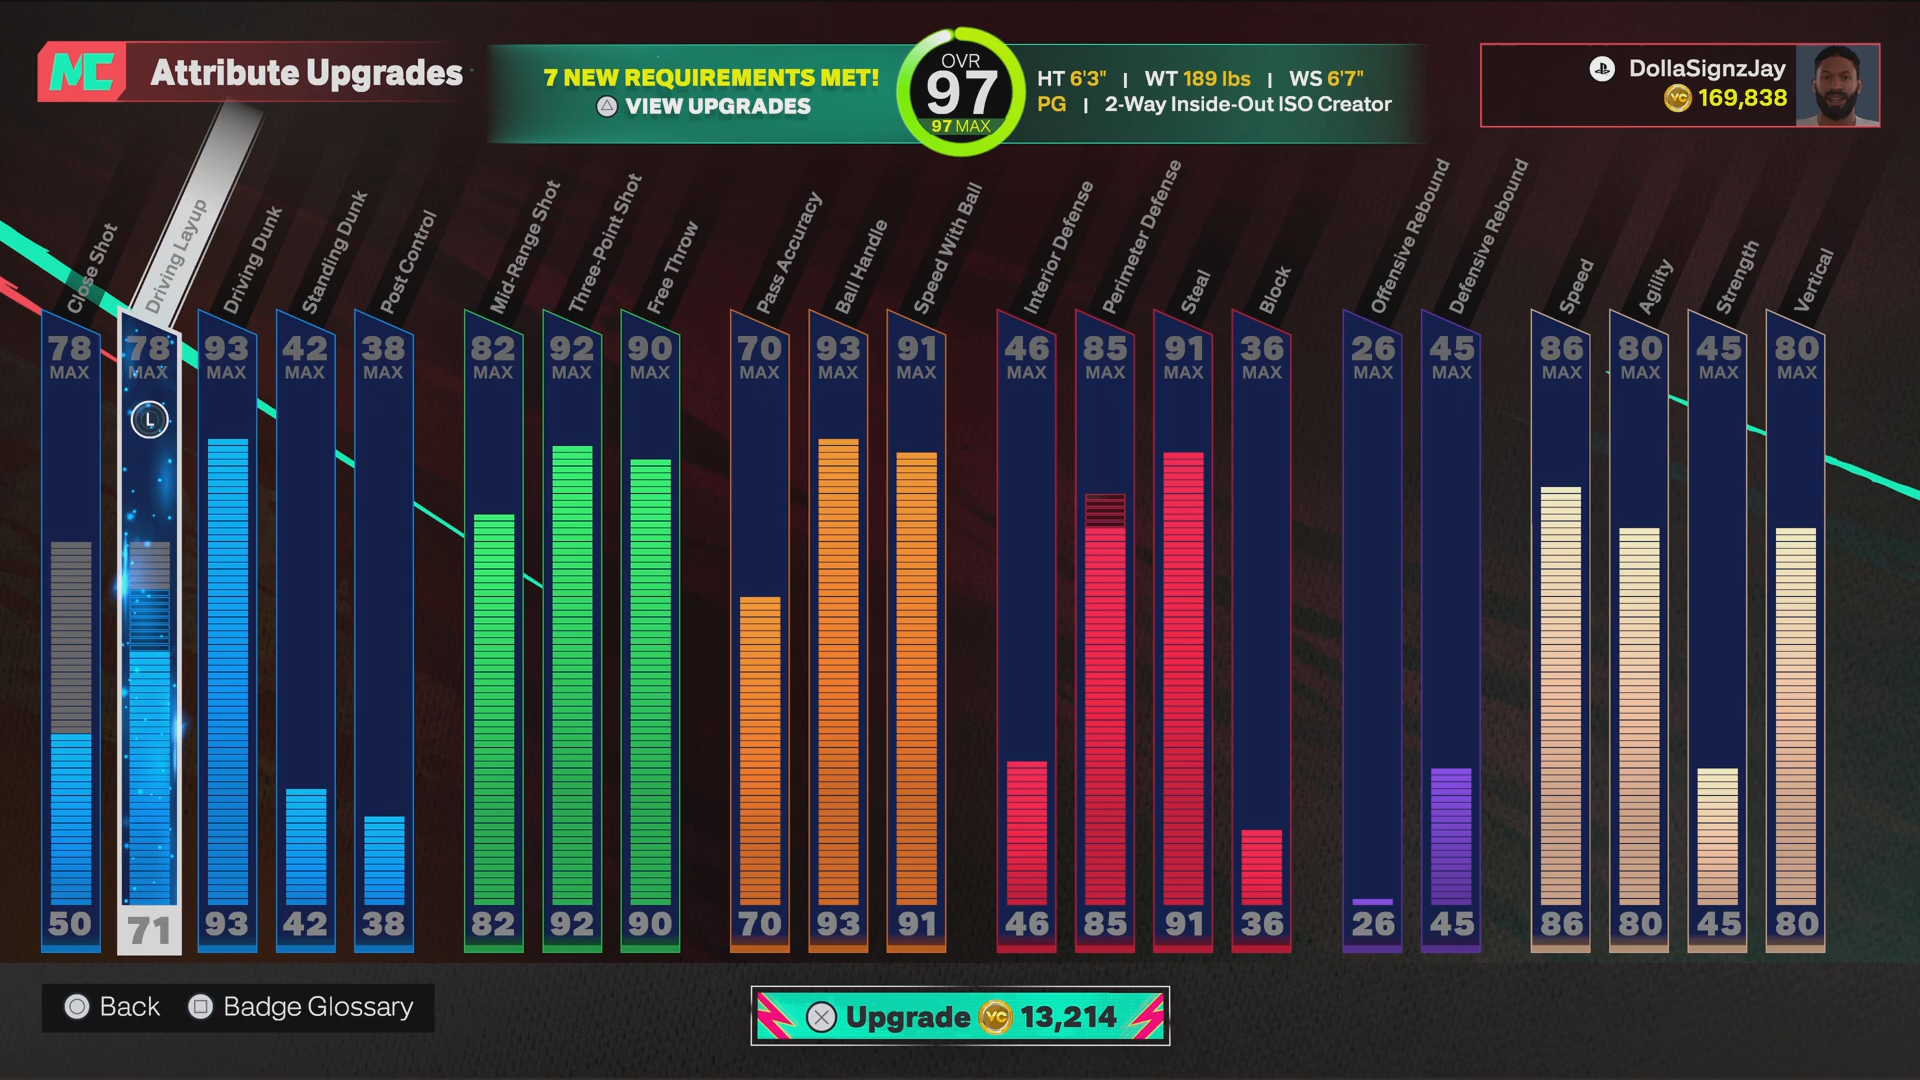 MC Attribute Upgrades
7 NEW REQUIREMENTS MET!
VIEW UPGRADES
OVR
97
97 MAX
HT 6'3" | WT 189 lbs | WS 6'7"
PG | 2-Way Inside-Out ISO Creator
DollaSignzJay
VC 169,838
Close Shot
Driving Layup
Driving Dunk
Standing Dunk
Post Control
Mid-Range Shot
Three-Point Shot
Free Throw
Pass Accuracy
Ball Handle
Speed With Ball
Interior Defense
Perimeter Defense
Steal
Block
Offensive Rebound
Defensive Rebound
Speed
Agility
Strength
Vertical
78 78 93 42 38 82 92 90 70 93 91 46 85 91 36 26 45 86 80 45 80
MAX MAX MAX MAX MAX MAX MAX MAX MAX MAX MAX MAX MAX MAX MAX MAX MAX MAX MAX MAX MAX
L
50 71 93 42 38 82 92 90 70 93 91 46 85 91 36 26 45 86 80 45 80
Back Badge Glossary
Upgrade VC 13,214